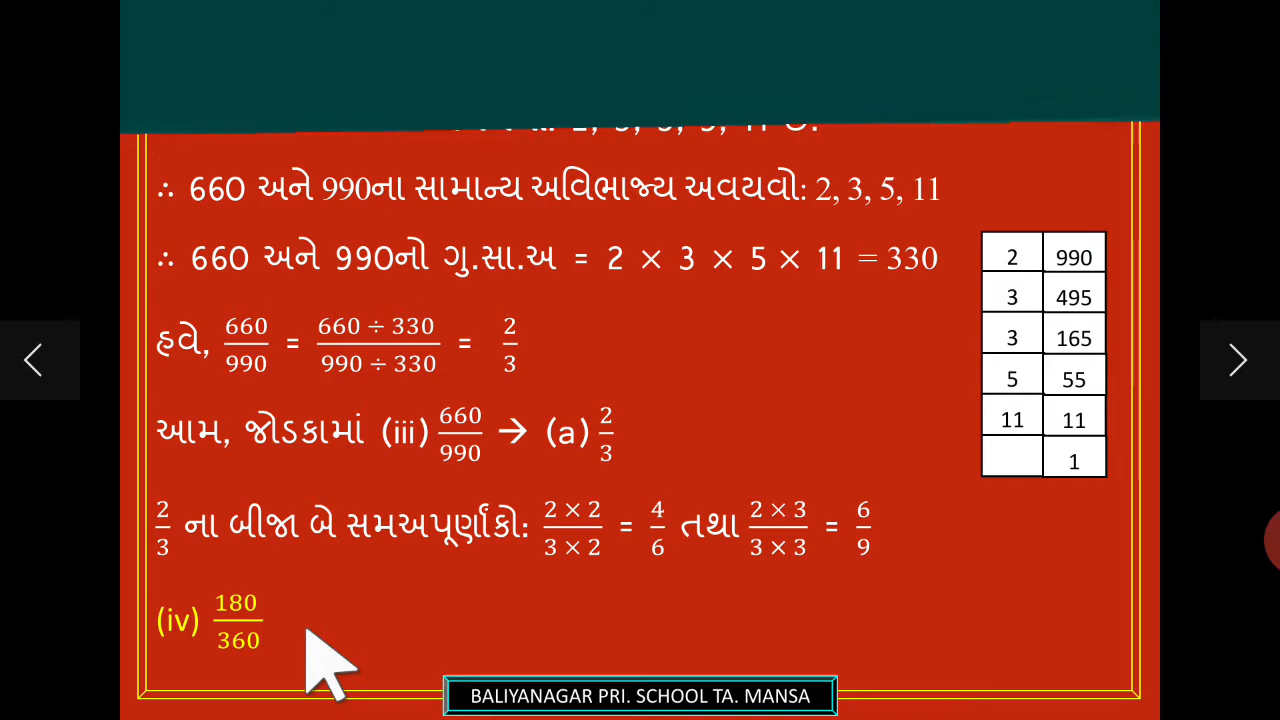 ∴ 660 અને 990ના સામાન્ય અવિભાજ્ય અવયવો: 2, 3, 5, 11
∴ 660 અને 990નો ગુ.સા.અ = 2 × 3 × 5 × 11 = 330
હવે, 660/990 = 660 ÷ 330/990 ÷ 330 = 2/3
આમ, જોડકામાં (iii) 660/990 → (a) 2/3
2/3 ના બીજા બે સમઅપૂર્ણાંકો: 2 × 2/3 × 2 = 4/6 તથા 2 × 3/3 × 3 = 6/9
(iv) 180/360
2 990
3 495
3 165
5 55
11 11
1
BALIYANAGAR PRI. SCHOOL TA. MANSA